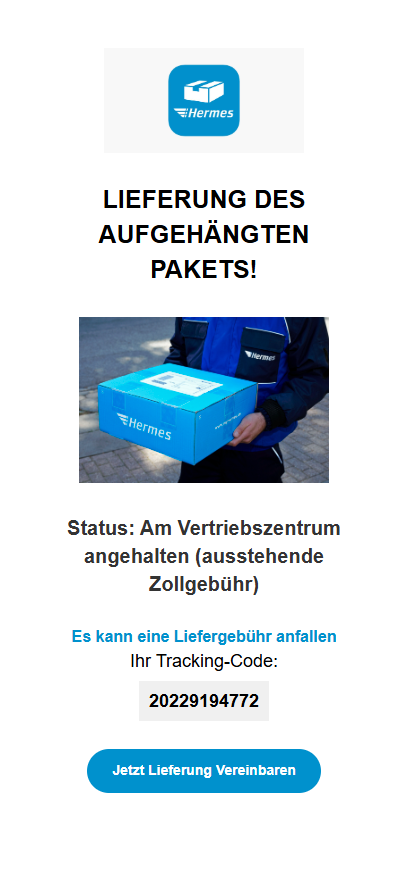 Hermes
LIEFERUNG DES
AUFGEHÄNGTEN
PAKETS!
Hermes
Hermes
Status: Am Vertriebszentrum
angehalten (ausstehende
Zollgebühr)
Es kann eine Liefergebühr anfallen
Ihr Tracking-Code:
20229194772
Jetzt Lieferung Vereinbaren